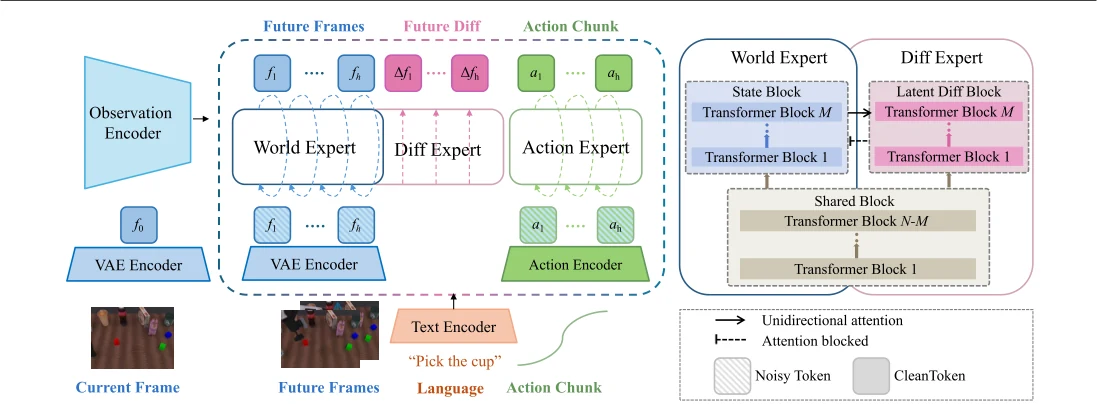 Future Frames
Future Diff
Action Chunk
f1
fh
Δf1
Δfh
a1
ah
Observation
Encoder
World Expert
Diff Expert
Action Expert
f0
f1
fh
a1
ah
VAE Encoder
VAE Encoder
Action Encoder
Text Encoder
“Pick the cup”
Current Frame
Future Frames
Language
Action Chunk
World Expert
Diff Expert
State Block
Latent Diff Block
Transformer Block M
Transformer Block M
Transformer Block 1
Transformer Block 1
Shared Block
Transformer Block N-M
Transformer Block 1
Unidirectional attention
Attention blocked
Noisy Token
CleanToken